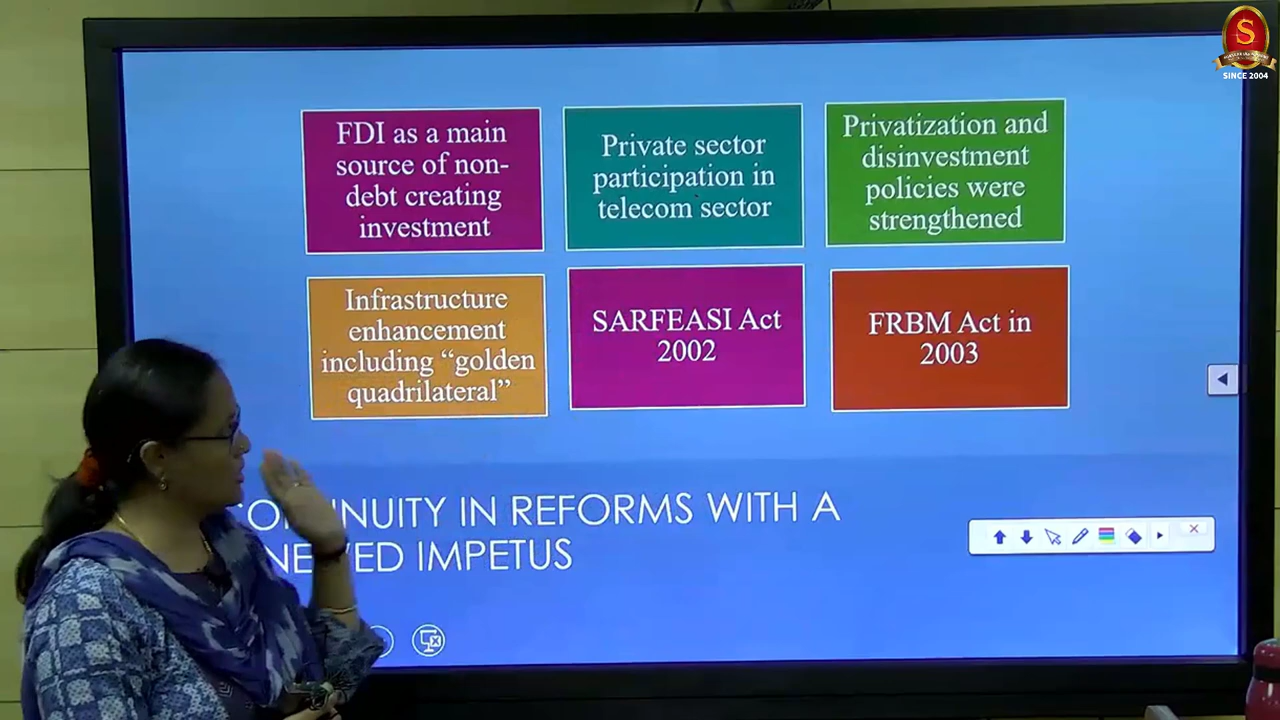 S
SINCE 2004
FDI as a main
source of non-
debt creating
investment
Private sector
participation in
telecom sector
Privatization and
disinvestment
policies were
strengthened
Infrastructure
enhancement
including “golden
quadrilateral”
SARFEASI Act
2002
FRBM Act in
2003
INUITY IN REFORMS WITH A
IMPETUS